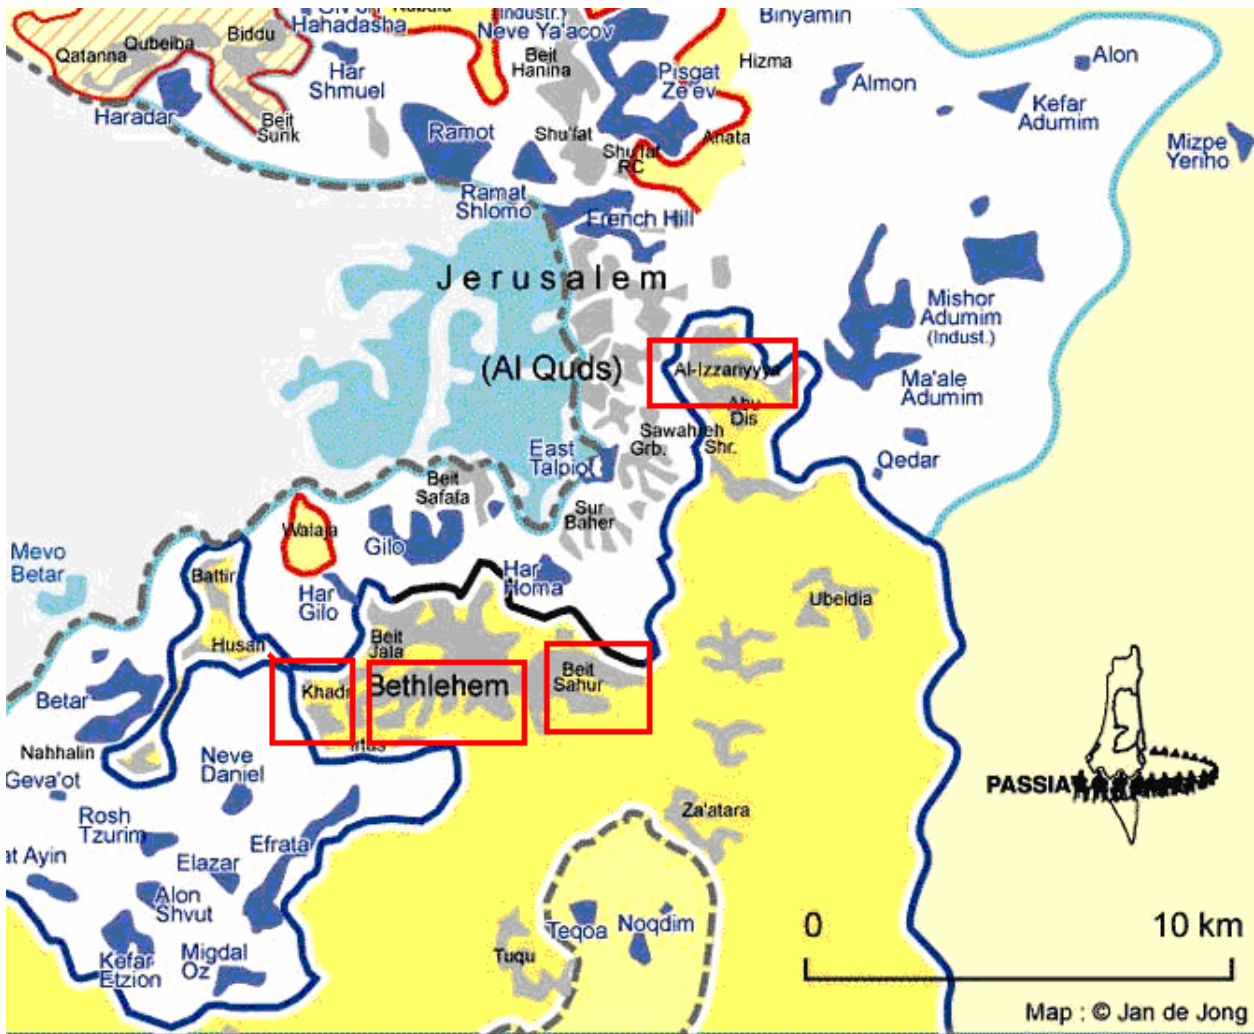 Hahadasha
(Industr.)
Neve Ya'acov
Binyamin
Qatanna
Qubeiba
Biddu
Har
Shmuel
Beit
Hanina
Hizma
Pisgat
Ze'ev
Almon
Alon
Haradar
Beit
Surik
Ramot
Shu'fat
Shu'fat
RC
Anata
Kefar
Adumim
Mizpe
Yeriho
Ramat
Shlomo
French Hill
Jerusalem
(Al Quds)
Mishor
Adumim
(Indust.)
Al-Izzariyya
Ma'ale
Adumim
Abu
Dis
Sawahreh
Grb.
Shr.
East
Talpiot
Qedar
Beit
Safafa
Sur
Baher
Walaja
Gilo
Mevo
Betar
Battir
Har
Gilo
Har
Homa
Ubeidia
Husan
Beit
Jala
Khadr
Bethlehem
Beit
Sahur
Betar
Irtas
Nahhalin
Geva'ot
Neve
Daniel
PASSIA
Rosh
Tzurim
Za'atara
at Ayin
Elazar
Efrata
Alon
Shvut
Teqoa
Noqdim
0
10 km
Kefar
Etzion
Migdal
Oz
Tuqu
Map : © Jan de Jong